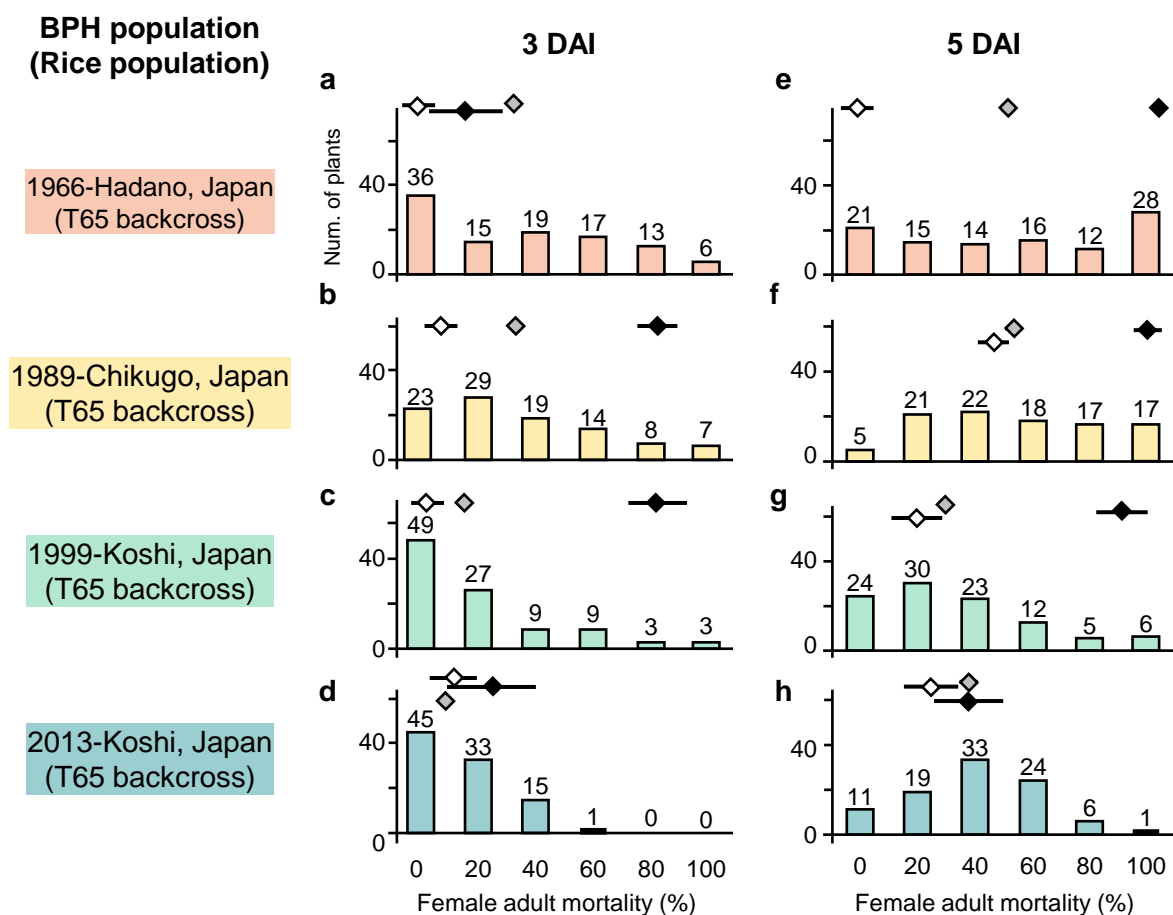 BPH population
(Rice population)
3 DAI
5 DAI
a
Num. of plants
40
0
36
15
19
17
13
6
e
40
0
21
15
14
16
12
28
1966-Hadano, Japan
(T65 backcross)
b
40
0
23
29
19
14
8
7
f
40
0
5
21
22
18
17
17
1989-Chikugo, Japan
(T65 backcross)
c
40
0
49
27
9
9
3
3
g
40
0
24
30
23
12
5
6
1999-Koshi, Japan
(T65 backcross)
d
40
0
45
33
15
1
0
0
h
40
0
11
19
33
24
6
1
2013-Koshi, Japan
(T65 backcross)
0 20 40 60 80 100
Female adult mortality (%)
0 20 40 60 80 100
Female adult mortality (%)